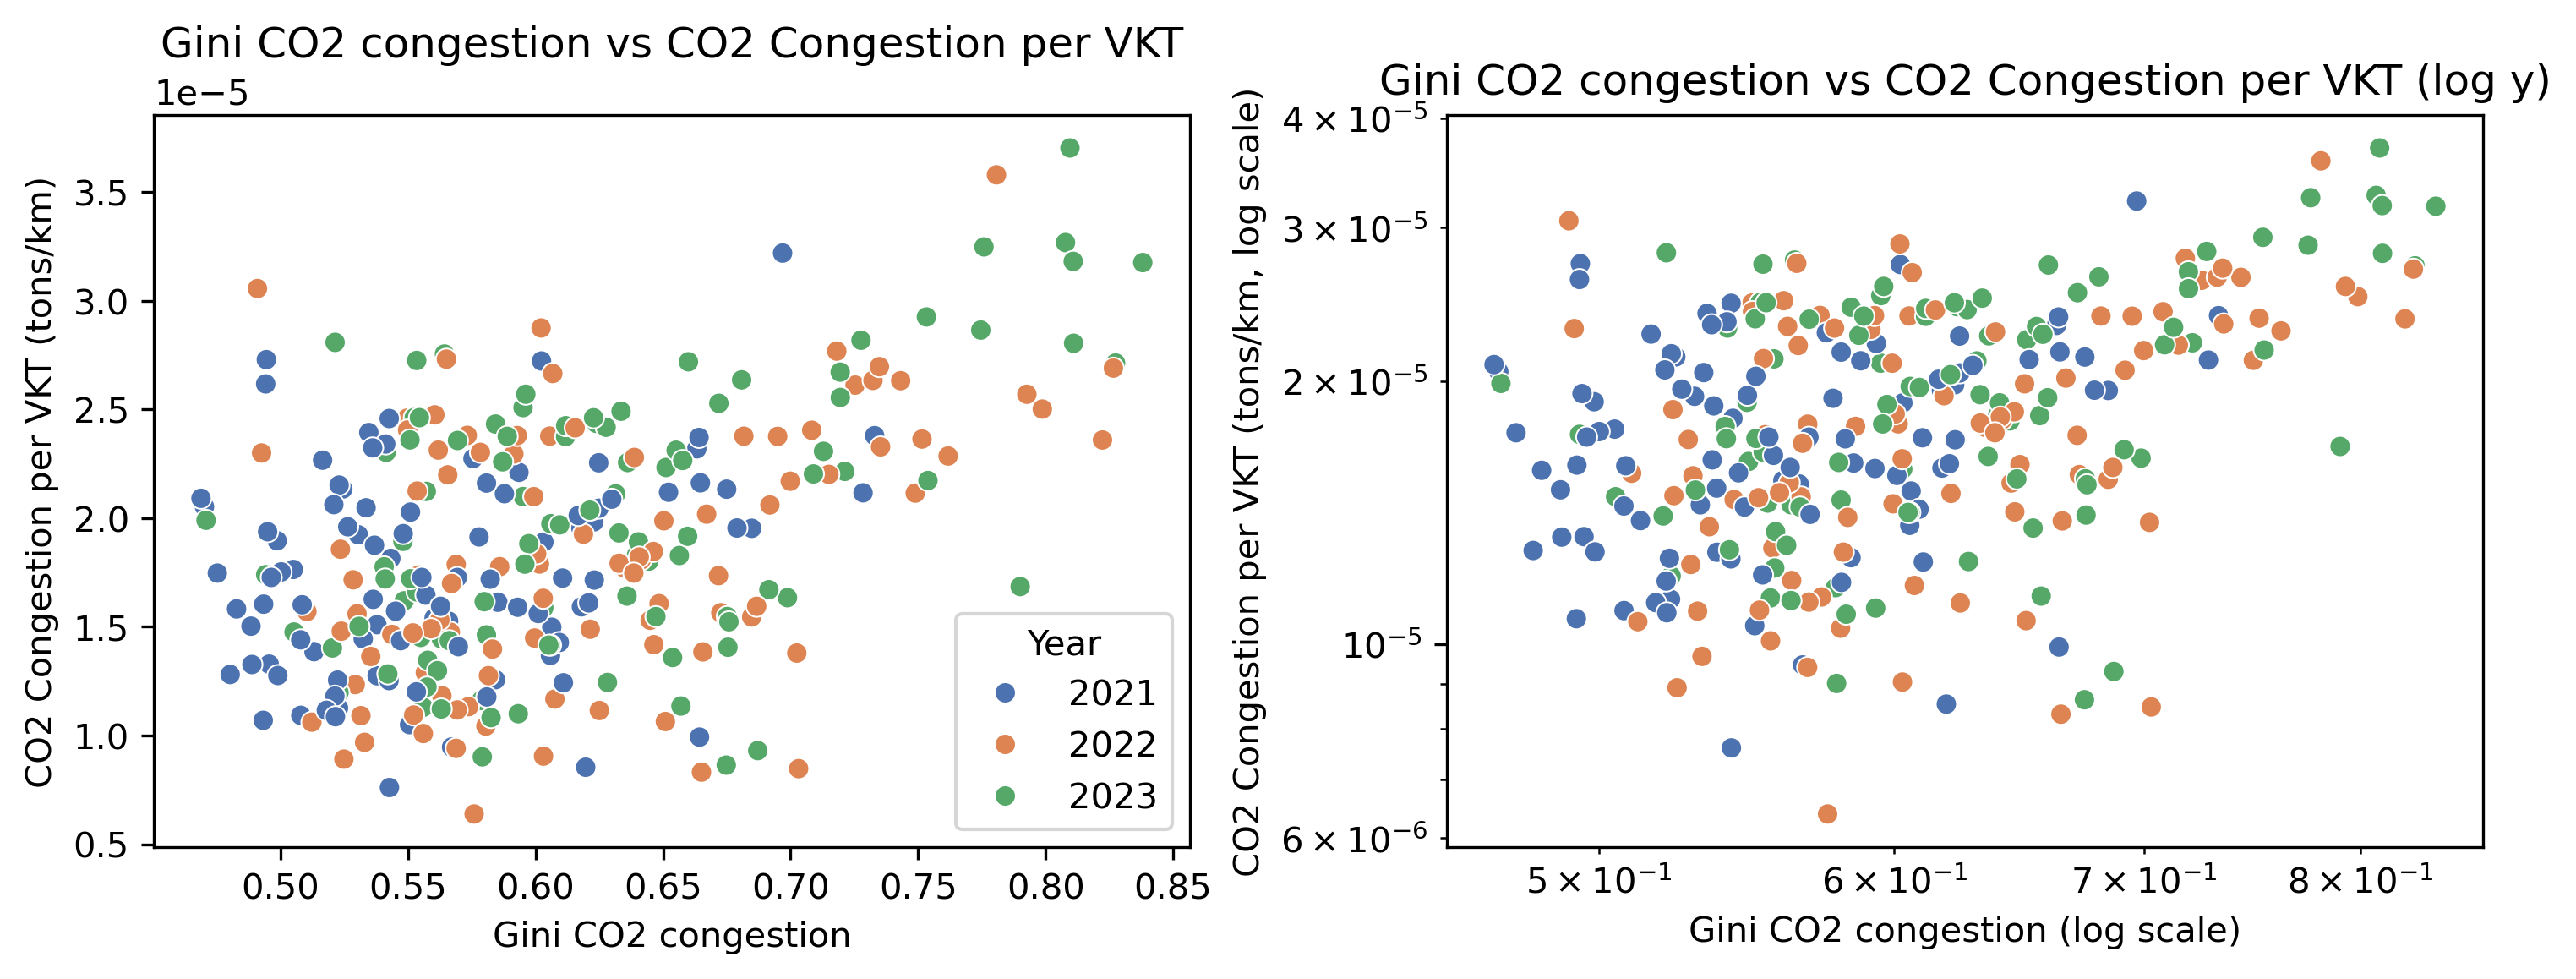 Gini CO2 congestion vs CO2 Congestion per VKT
1e−5
CO2 Congestion per VKT (tons/km)
3.5
3.0
2.5
2.0
1.5
1.0
0.5
0.50 0.55 0.60 0.65 0.70 0.75 0.80 0.85
Gini CO2 congestion
Year
2021
2022
2023
Gini CO2 congestion vs CO2 Congestion per VKT (log y)
CO2 Congestion per VKT (tons/km, log scale)
4 × 10⁻⁵
3 × 10⁻⁵
2 × 10⁻⁵
10⁻⁵
6 × 10⁻⁶
5 × 10⁻¹ 6 × 10⁻¹ 7 × 10⁻¹ 8 × 10⁻¹
Gini CO2 congestion (log scale)